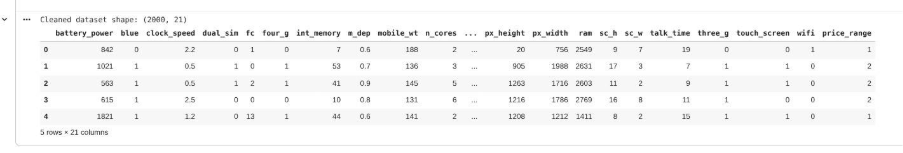 Cleaned dataset shape: (2000, 21)
battery_power blue clock_speed dual_sim fc four_g int_memory m_dep mobile_wt n_cores ... px_height px_width ram sc_h sc_w talk_time three_g touch_screen wifi price_range
0 842 0 2.2 0 1 0 7 0.6 188 2 ... 20 756 2549 9 7 19 0 0 1 1
1 1021 1 0.5 1 0 1 53 0.7 136 3 ... 905 1988 2631 17 3 7 1 1 0 2
2 563 1 0.5 1 2 1 41 0.9 145 5 ... 1263 1716 2603 11 2 9 1 1 0 2
3 615 1 2.5 0 0 0 10 0.8 131 6 ... 1216 1786 2769 16 8 11 1 0 0 2
4 1821 1 1.2 0 13 1 44 0.6 141 2 ... 1208 1212 1411 8 2 15 1 1 0 1
5 rows × 21 columns